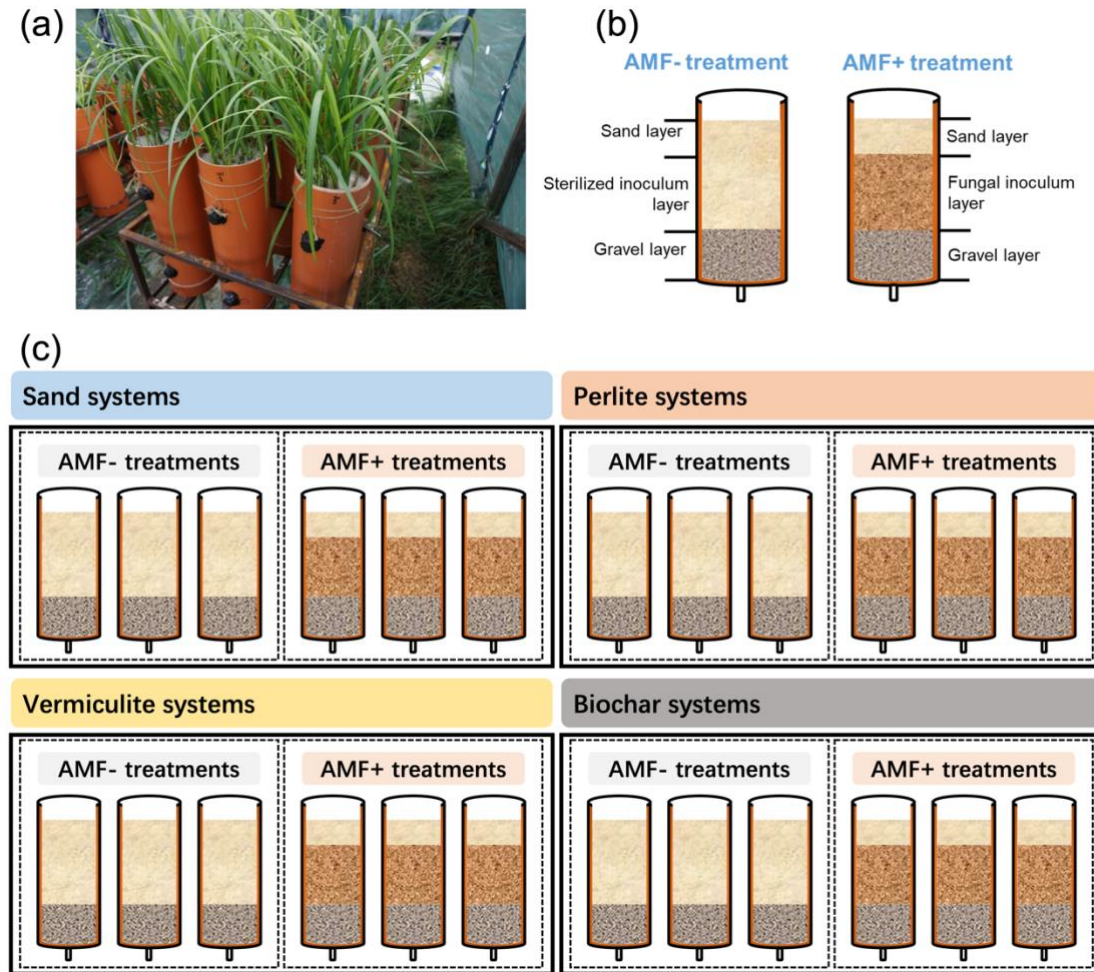 (a)
(b)
AMF- treatment
AMF+ treatment
Sand layer
Sterilized inoculum
layer
Gravel layer
Sand layer
Fungal inoculum
layer
Gravel layer
(c)
Sand systems
Perlite systems
AMF- treatments
AMF+ treatments
AMF- treatments
AMF+ treatments
Vermiculite systems
Biochar systems
AMF- treatments
AMF+ treatments
AMF- treatments
AMF+ treatments